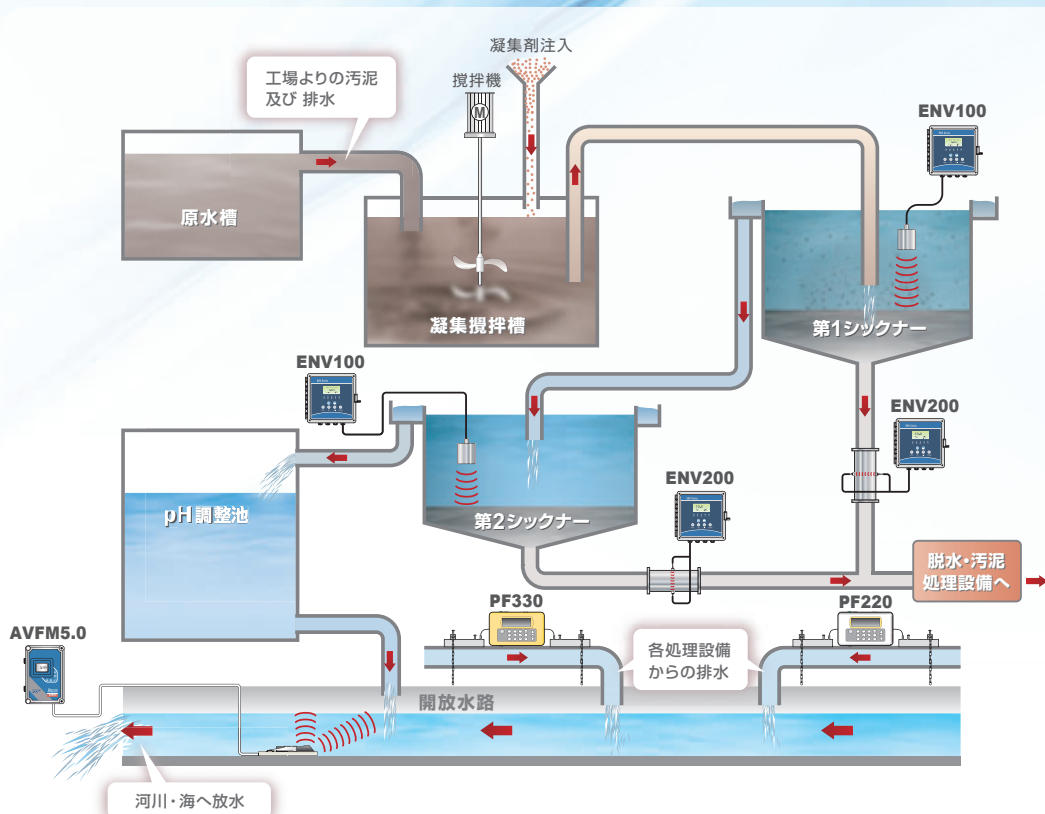 凝集剤注入
撹拌機
工場よりの汚泥
及び 排水
M
ENV100
原水槽
凝集攪拌槽
第1シックナー
ENV100
ENV200
ENV200
pH調整池
第2シックナー
脱水・汚泥
処理設備へ
PF330
PF220
AVFM5.0
各処理設備
からの排水
開放水路
河川・海へ放水